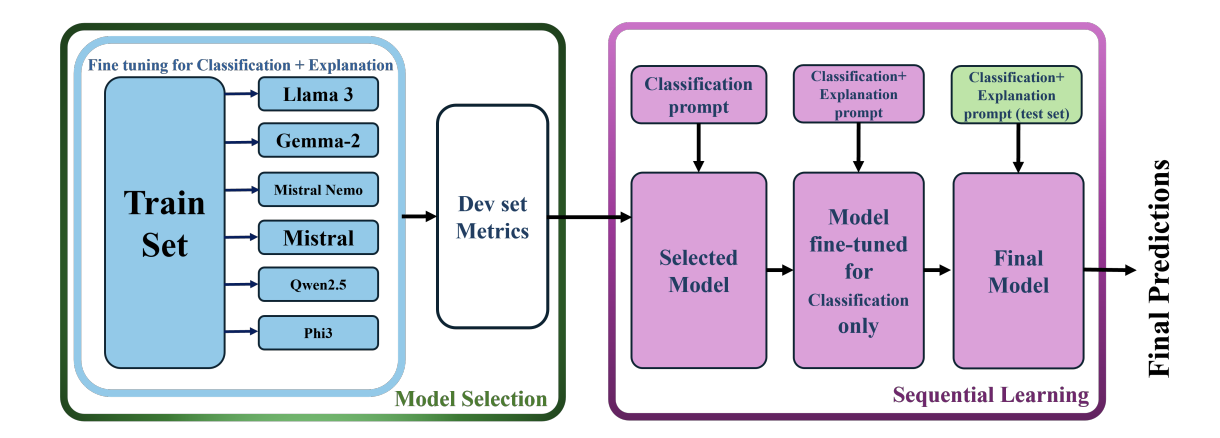 Fine tuning for Classification + Explanation
Train
Set
Llama 3
Gemma-2
Mistral Nemo
Mistral
Qwen2.5
Phi3
Dev set
Metrics
Model Selection
Classification
prompt
Classification+
Explanation
prompt
Classification+
Explanation
prompt (test set)
Selected
Model
Model
fine-tuned
for
Classification
only
Final
Model
Sequential Learning
Final Predictions